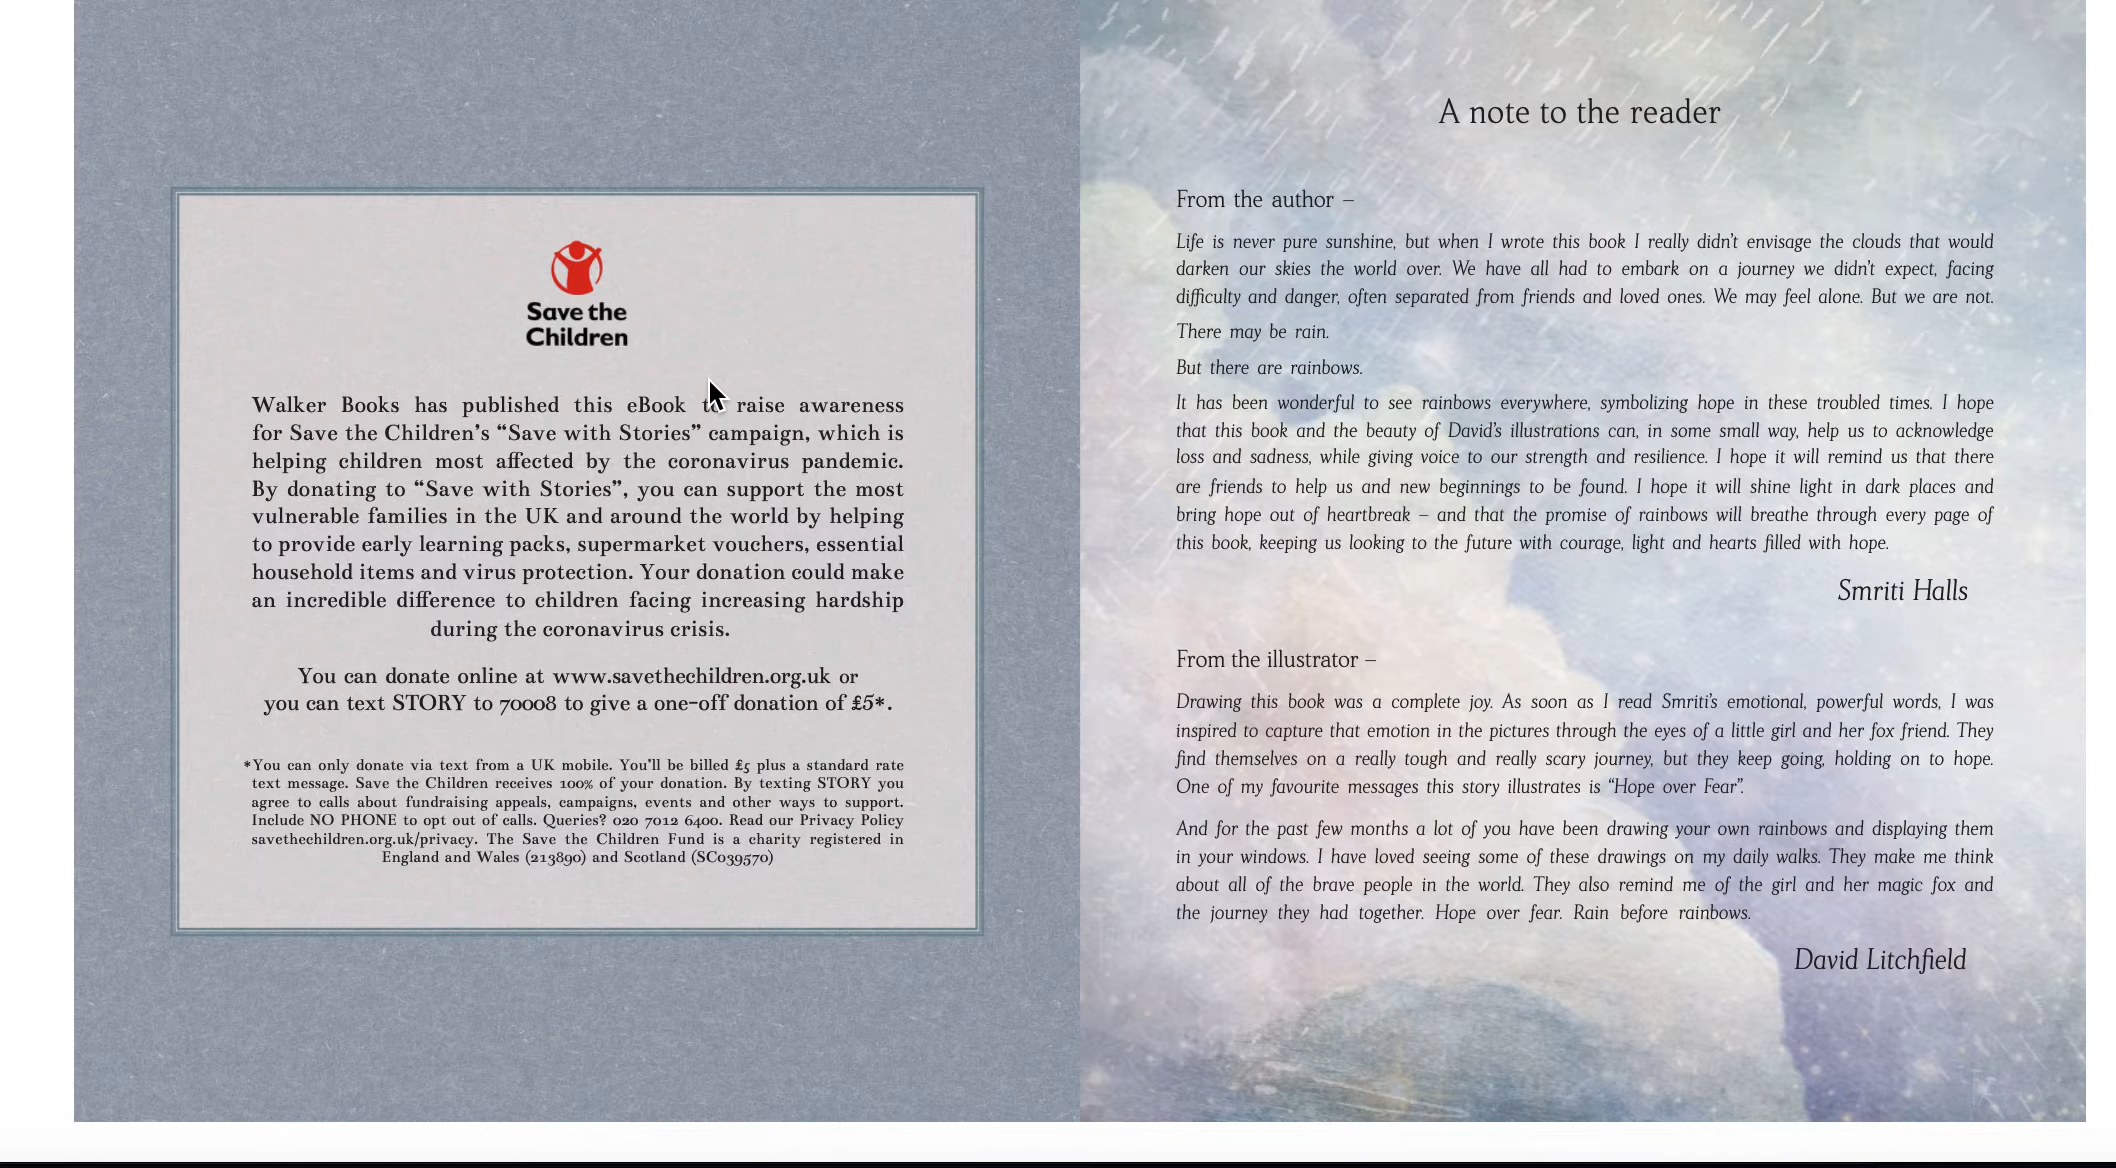 Save the
Children
Walker Books has published this eBook to raise awareness
for Save the Children's “Save with Stories” campaign, which is
helping children most affected by the coronavirus pandemic.
By donating to “Save with Stories”, you can support the most
vulnerable families in the UK and around the world by helping
to provide early learning packs, supermarket vouchers, essential
household items and virus protection. Your donation could make
an incredible difference to children facing increasing hardship
during the coronavirus crisis.
You can donate online at www.savethechildren.org.uk or
you can text STORY to 70008 to give a one-off donation of £5*.
*You can only donate via text from a UK mobile. You'll be billed £5 plus a standard rate
text message. Save the Children receives 100% of your donation. By texting STORY you
agree to calls about fundraising appeals, campaigns, events and other ways to support.
Include NO PHONE to opt out of calls. Queries? 020 7012 6400. Read our Privacy Policy
savethechildren.org.uk/privacy. The Save the Children Fund is a charity registered in
England and Wales (213890) and Scotland (SC039570)
A note to the reader
From the author –
Life is never pure sunshine, but when I wrote this book I really didn't envisage the clouds that would
darken our skies the world over. We have all had to embark on a journey we didn't expect, facing
difficulty and danger, often separated from friends and loved ones. We may feel alone. But we are not.
There may be rain.
But there are rainbows.
It has been wonderful to see rainbows everywhere, symbolizing hope in these troubled times. I hope
that this book and the beauty of David's illustrations can, in some small way, help us to acknowledge
loss and sadness, while giving voice to our strength and resilience. I hope it will remind us that there
are friends to help us and new beginnings to be found. I hope it will shine light in dark places and
bring hope out of heartbreak – and that the promise of rainbows will breathe through every page of
this book, keeping us looking to the future with courage, light and hearts filled with hope.
Smriti Halls
From the illustrator –
Drawing this book was a complete joy. As soon as I read Smriti's emotional, powerful words, I was
inspired to capture that emotion in the pictures through the eyes of a little girl and her fox friend. They
find themselves on a really tough and really scary journey, but they keep going, holding on to hope.
One of my favourite messages this story illustrates is “Hope over Fear”.
And for the past few months a lot of you have been drawing your own rainbows and displaying them
in your windows. I have loved seeing some of these drawings on my daily walks. They make me think
about all of the brave people in the world. They also remind me of the girl and her magic fox and
the journey they had together. Hope over fear. Rain before rainbows.
David Litchfield